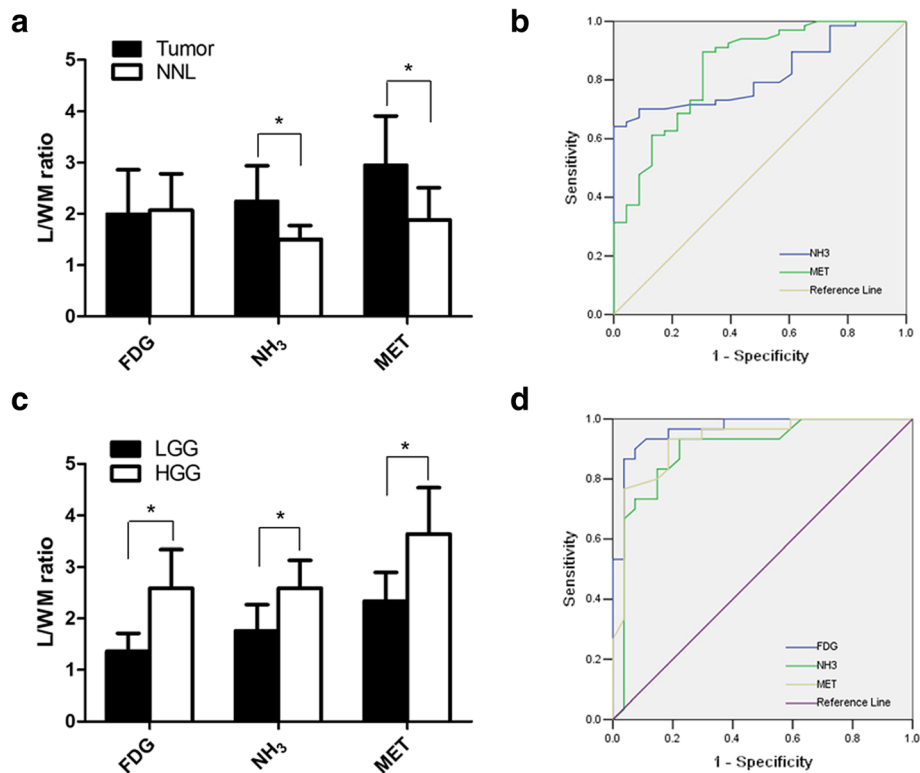 a
Tumor
NNL
L/WM ratio
5
4
3
2
1
0
*
*
FDG
NH₃
MET
b
Sensitivity
1.0
0.8
0.6
0.4
0.2
0.0
NH3
MET
Reference Line
0.0 0.2 0.4 0.6 0.8 1.0
1 - Specificity
c
LGG
HGG
L/WM ratio
5
4
3
2
1
0
*
*
*
FDG
NH₃
MET
d
Sensitivity
1.0
0.8
0.6
0.4
0.2
0.0
FDG
NH3
MET
Reference Line
0.0 0.2 0.4 0.6 0.8 1.0
1 - Specificity